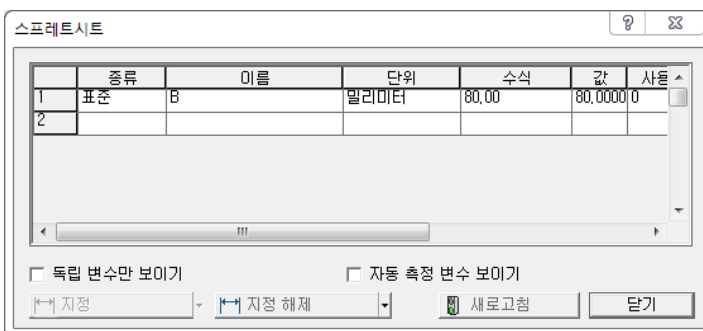 스프레트시트
종류 이름 단위 수식 값 사용
1 표준 B 밀리미터 80,00 80,0000 0
2
독립 변수만 보이기 자동 측정 변수 보이기
지정 지정 해제 새로고침 닫기